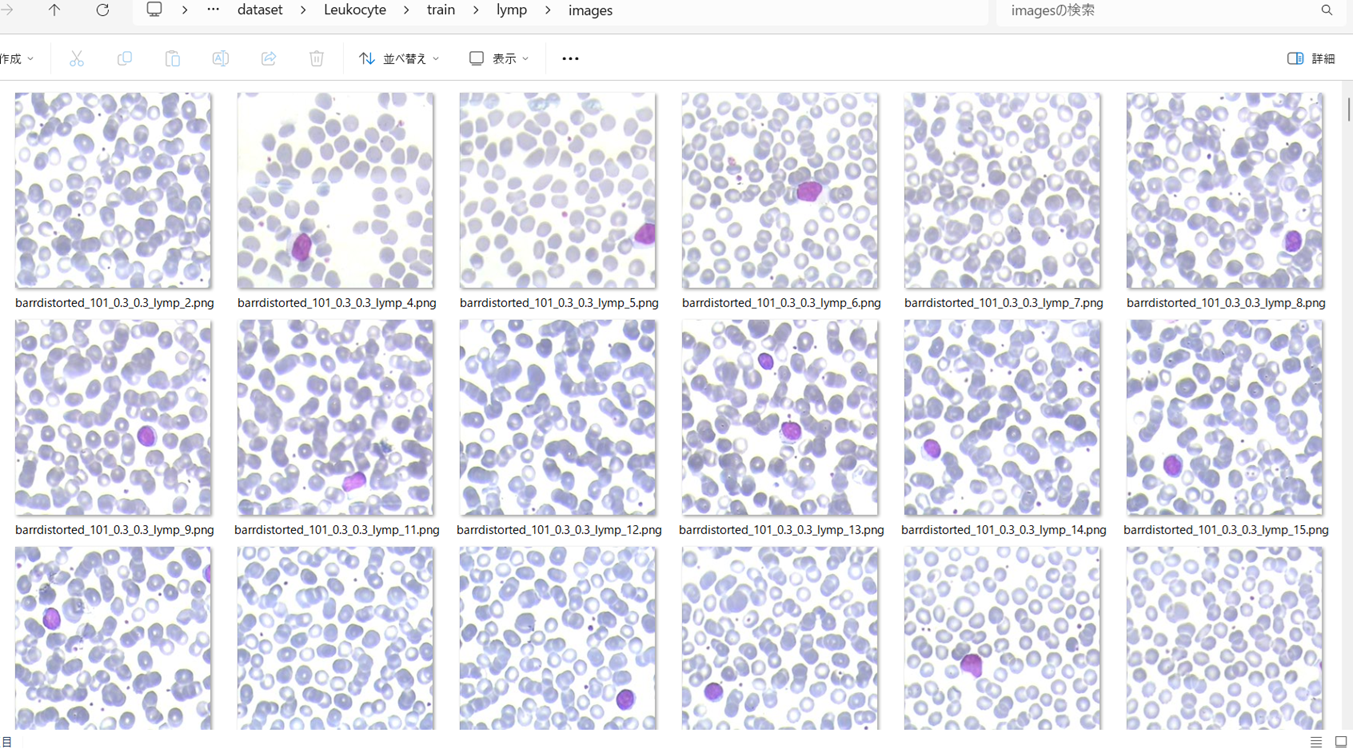 … dataset Leukocyte train lymp images imagesの検索
作成 並べ替え 表示 … 詳細
barrdistorted_101_0.3_0.3_lymp_2.png barrdistorted_101_0.3_0.3_lymp_4.png barrdistorted_101_0.3_0.3_lymp_5.png barrdistorted_101_0.3_0.3_lymp_6.png barrdistorted_101_0.3_0.3_lymp_7.png barrdistorted_101_0.3_0.3_lymp_8.png
barrdistorted_101_0.3_0.3_lymp_9.png barrdistorted_101_0.3_0.3_lymp_11.png barrdistorted_101_0.3_0.3_lymp_12.png barrdistorted_101_0.3_0.3_lymp_13.png barrdistorted_101_0.3_0.3_lymp_14.png barrdistorted_101_0.3_0.3_lymp_15.png
目